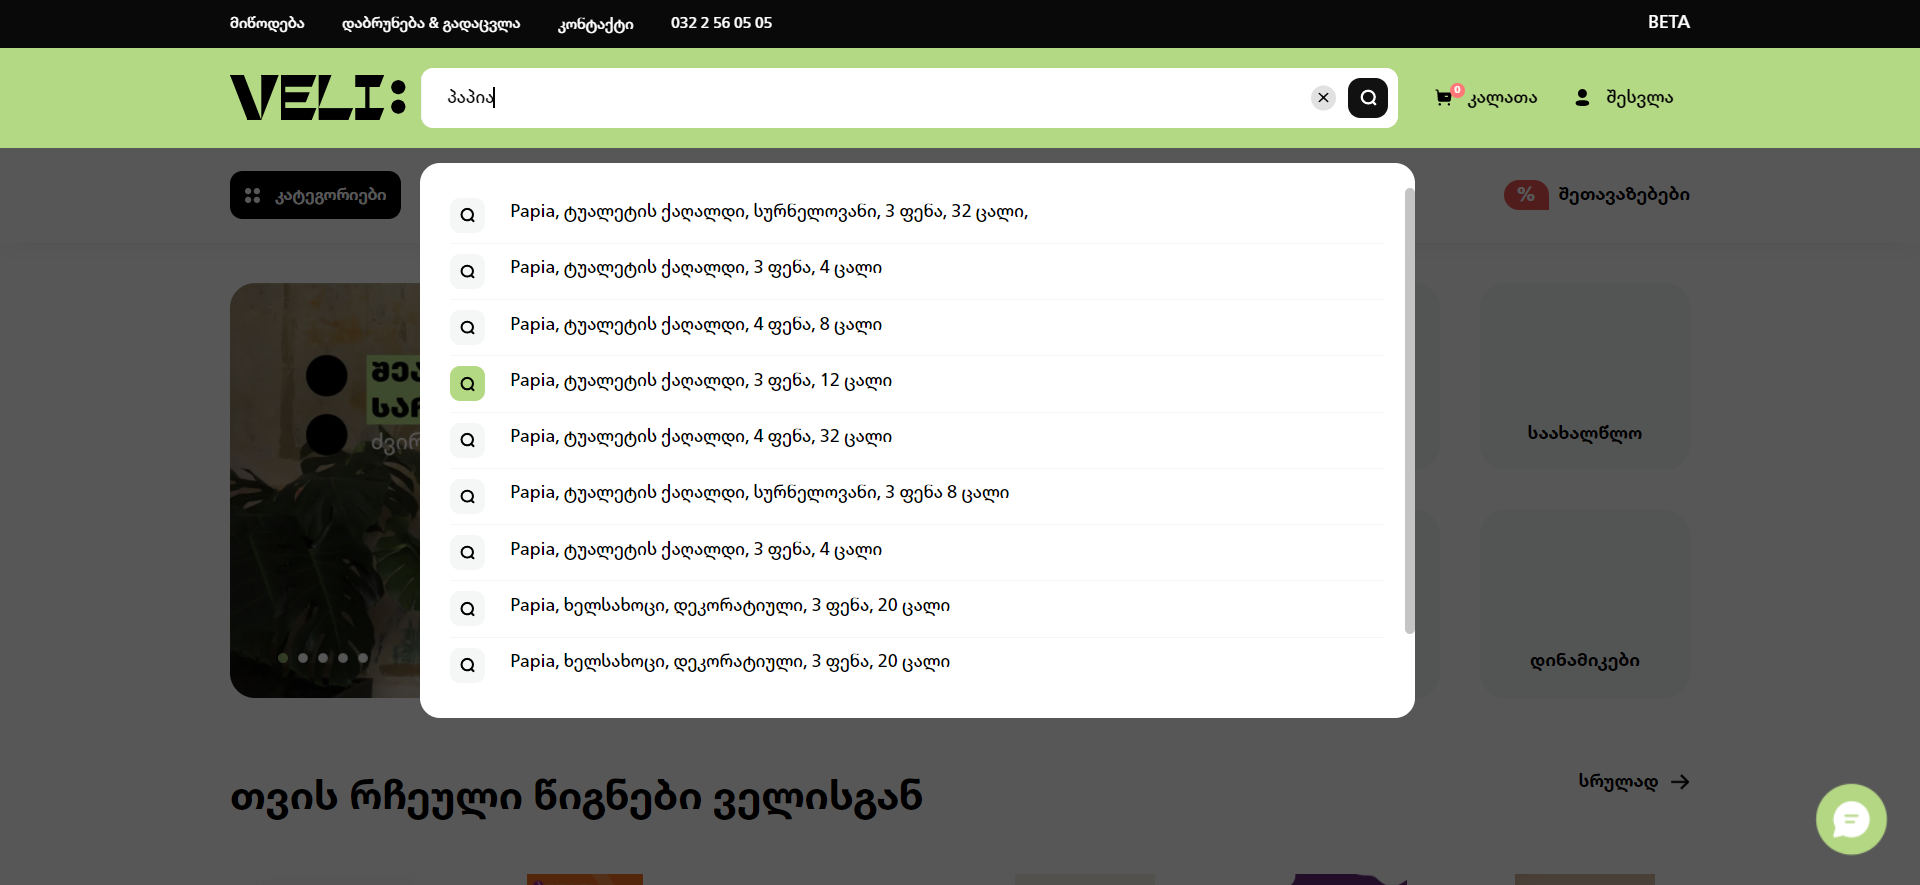 მიწოდება დაბრუნება & გადაცვლა კონტაქტი 032 2 56 05 05 BETA
VELI:
პაპია
0 კალათა შესვლა
კატეგორიები
% შეთავაზებები
Papia, ტუალეტის ქაღალდი, სურნელოვანი, 3 ფენა, 32 ცალი,
Papia, ტუალეტის ქაღალდი, 3 ფენა, 4 ცალი
Papia, ტუალეტის ქაღალდი, 4 ფენა, 8 ცალი
Papia, ტუალეტის ქაღალდი, 3 ფენა, 12 ცალი
Papia, ტუალეტის ქაღალდი, 4 ფენა, 32 ცალი
Papia, ტუალეტის ქაღალდი, სურნელოვანი, 3 ფენა 8 ცალი
Papia, ტუალეტის ქაღალდი, 3 ფენა, 4 ცალი
Papia, ხელსახოცი, დეკორატიული, 3 ფენა, 20 ცალი
Papia, ხელსახოცი, დეკორატიული, 3 ფენა, 20 ცალი
საახალწლო
დინამიკები
თვის რჩეული წიგნები ველისგან
სრულად